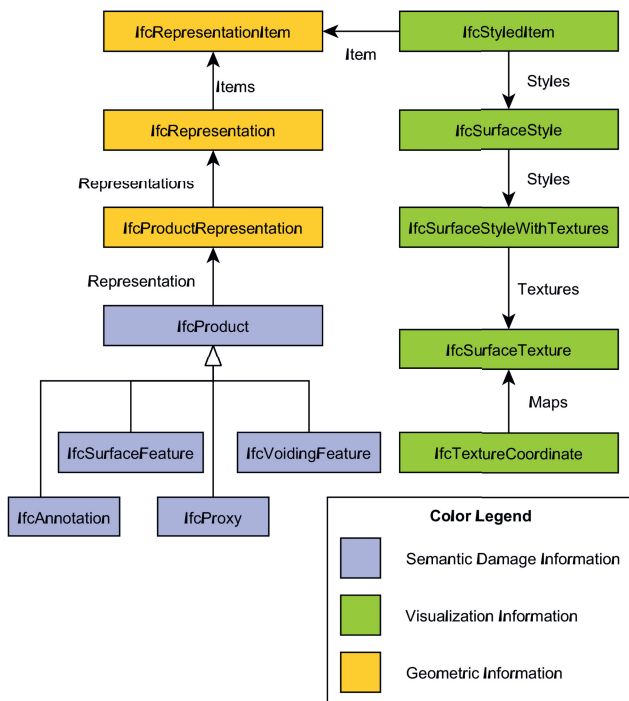 IfcRepresentationItem
IfcStyledItem
Item
Items
Styles
IfcRepresentation
IfcSurfaceStyle
Representations
Styles
IfcProductRepresentation
IfcSurfaceStyleWithTextures
Representation
Textures
IfcProduct
IfcSurfaceTexture
Maps
IfcSurfaceFeature
IfcVoidingFeature
IfcTextureCoordinate
IfcAnnotation
IfcProxy
Color Legend
Semantic Damage Information
Visualization Information
Geometric Information